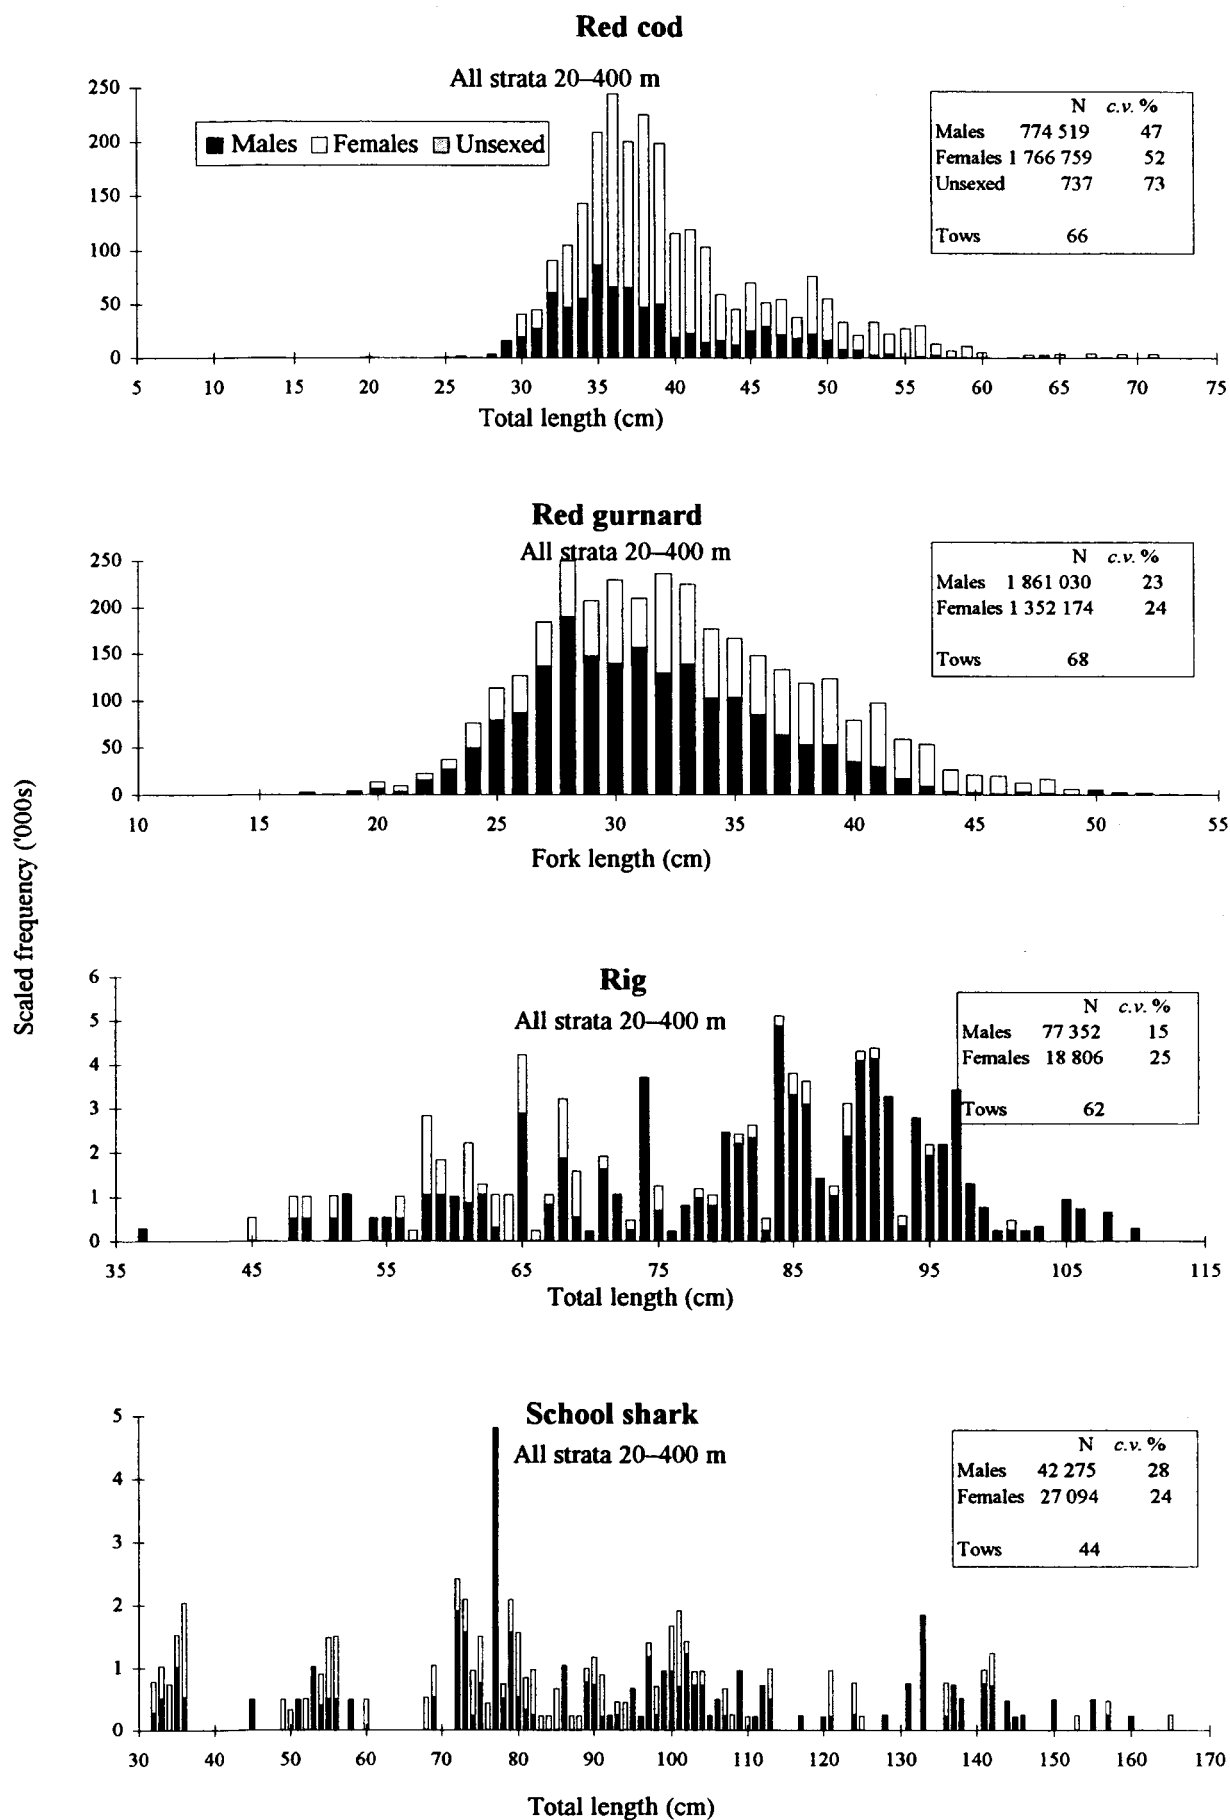 Red cod
All strata 20–400 m
250
200
150
100
50
0
Males Females Unsexed
N c.v. %
Males 774 519 47
Females 1 766 759 52
Unsexed 737 73
Tows 66
5 10 15 20 25 30 35 40 45 50 55 60 65 70 75
Total length (cm)
Red gurnard
All strata 20–400 m
250
200
150
100
50
0
N c.v. %
Males 1 861 030 23
Females 1 352 174 24
Tows 68
10 15 20 25 30 35 40 45 50 55
Fork length (cm)
Scaled frequency ('000s)
Rig
All strata 20–400 m
6
5
4
3
2
1
0
N c.v. %
Males 77 352 15
Females 18 806 25
Tows 62
35 45 55 65 75 85 95 105 115
Total length (cm)
School shark
All strata 20–400 m
5
4
3
2
1
0
N c.v. %
Males 42 275 28
Females 27 094 24
Tows 44
30 40 50 60 70 80 90 100 110 120 130 140 150 160 170
Total length (cm)